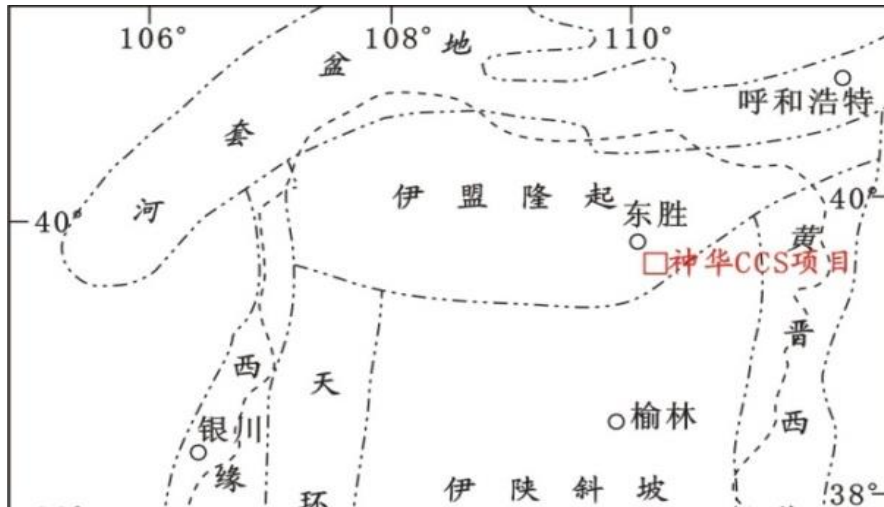 106° 108° 110°
河套盆地
呼和浩特
伊盟隆起
40° 40°
东胜
黄
神华CCS项目
西缘
天环
晋西
银川
榆林
伊陕斜坡
38°